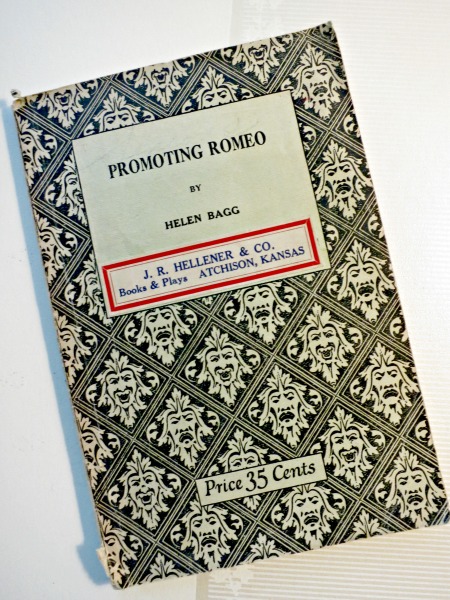 PROMOTING ROMEO
BY
HELEN BAGG
J. R. HELLENER & CO.
Books & Plays ATCHISON, KANSAS
Price 35 Cents